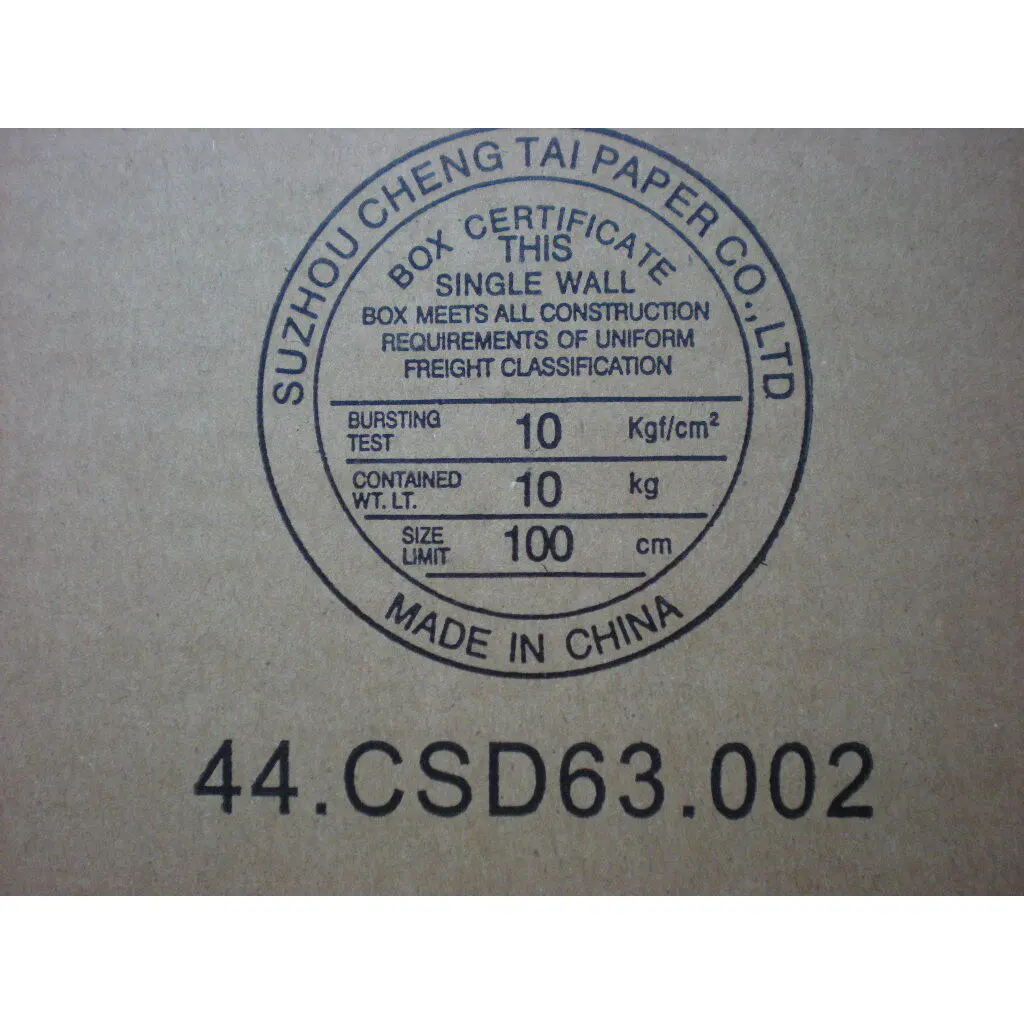 SUZHOU CHENG TAI PAPER CO.,LTD
BOX CERTIFICATE
THIS
SINGLE WALL
BOX MEETS ALL CONSTRUCTION
REQUIREMENTS OF UNIFORM
FREIGHT CLASSIFICATION
BURSTING TEST 10 Kgf/cm²
CONTAINED WT. LT. 10 kg
SIZE LIMIT 100 cm
MADE IN CHINA
44.CSD63.002